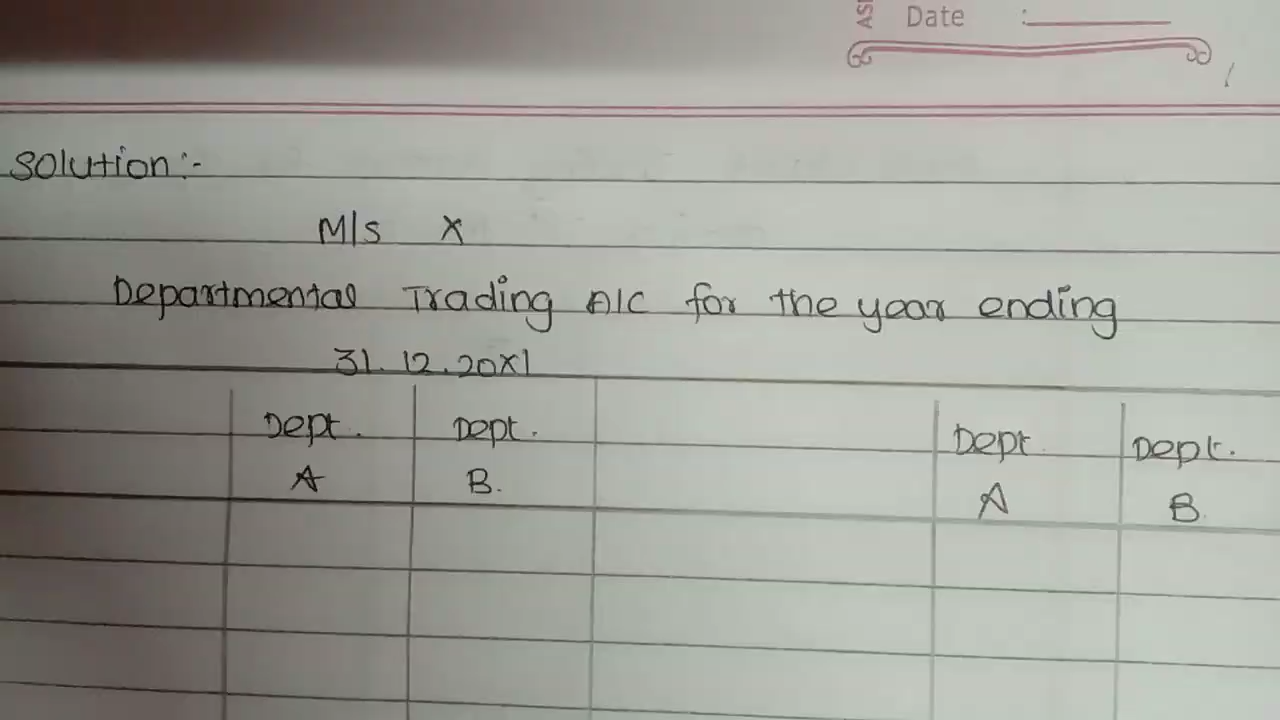 Date :
Solution :-
M/s X
Departmental Trading A/C for the year ending
31. 12. 20X1
Dept. Dept. Dept Dept.
A B. A B.